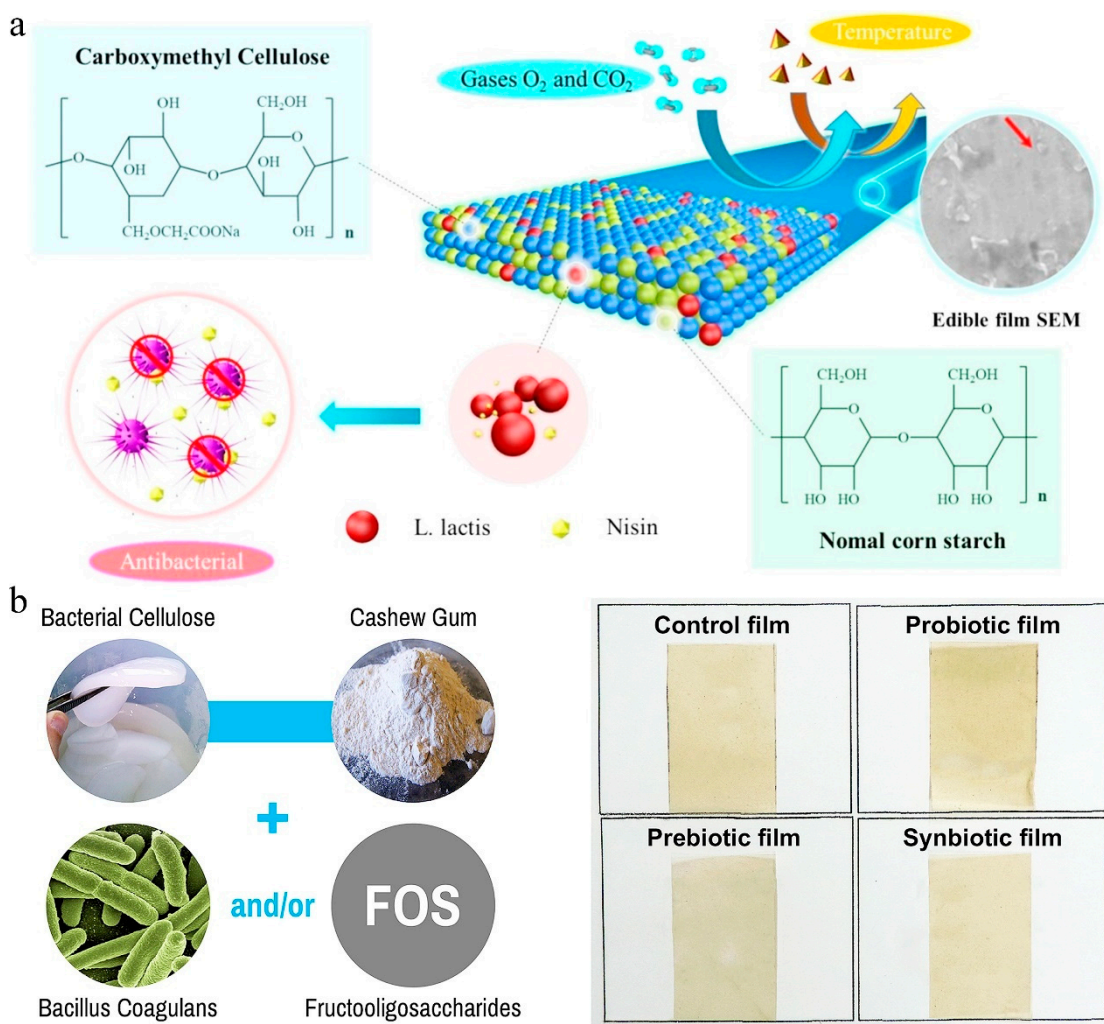 a
Carboxymethyl Cellulose
OH
CH₂OH
O
O
OH
OH
O
O
CH₂OCH₂COONa
OH
n
Gases O₂ and CO₂
Temperature
Edible film SEM
CH₂OH
CH₂OH
O
O
O
HO
OH
HO
OH
n
Nomal corn starch
L. lactis
Nisin
Antibacterial
b
Bacterial Cellulose
Cashew Gum
+
and/or
FOS
Bacillus Coagulans
Fructooligosaccharides
Control film
Probiotic film
Prebiotic film
Synbiotic film